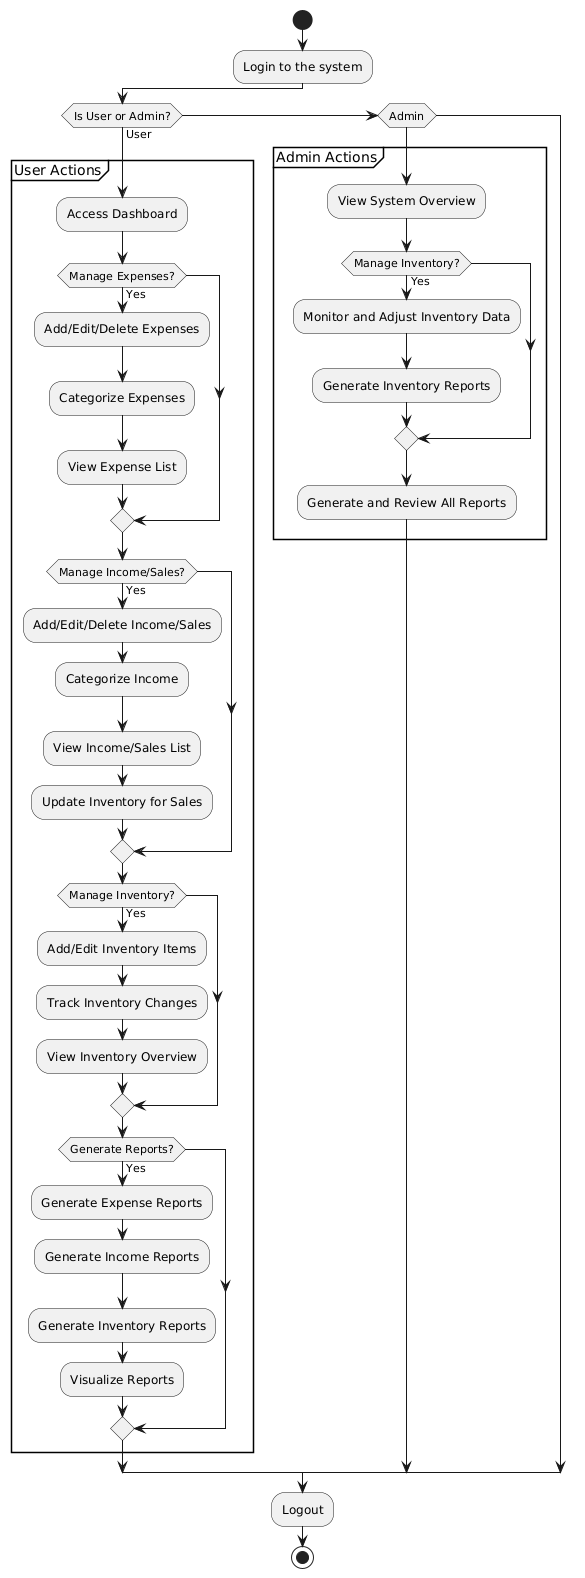 Login to the system
Is User or Admin?
User
Admin
User Actions
Access Dashboard
Manage Expenses?
Yes
Add/Edit/Delete Expenses
Categorize Expenses
View Expense List
Manage Income/Sales?
Yes
Add/Edit/Delete Income/Sales
Categorize Income
View Income/Sales List
Update Inventory for Sales
Manage Inventory?
Yes
Add/Edit Inventory Items
Track Inventory Changes
View Inventory Overview
Generate Reports?
Yes
Generate Expense Reports
Generate Income Reports
Generate Inventory Reports
Visualize Reports
Admin Actions
View System Overview
Manage Inventory?
Yes
Monitor and Adjust Inventory Data
Generate Inventory Reports
Generate and Review All Reports
Logout